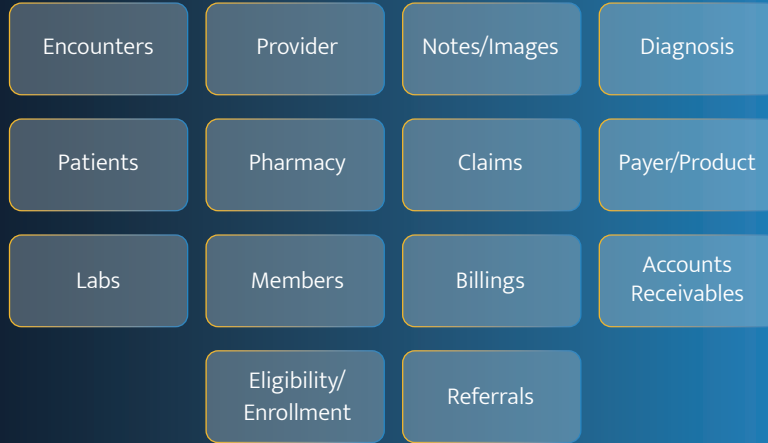 Encounters
Provider
Notes/Images
Diagnosis
Patients
Pharmacy
Claims
Payer/Product
Labs
Members
Billings
Accounts
Receivables
Eligibility/
Enrollment
Referrals